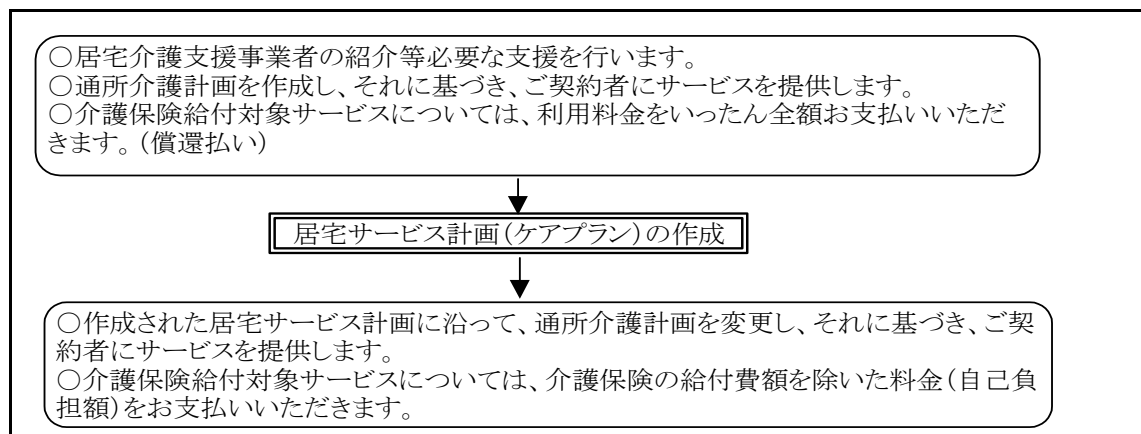 ○居宅介護支援事業者の紹介等必要な支援を行います。
○通所介護計画を作成し、それに基づき、ご契約者にサービスを提供します。
○介護保険給付対象サービスについては、利用料金をいったん全額お支払いいただ
きます。(償還払い)
居宅サービス計画(ケアプラン)の作成
○作成された居宅サービス計画に沿って、通所介護計画を変更し、それに基づき、ご契
約者にサービスを提供します。
○介護保険給付対象サービスについては、介護保険の給付費額を除いた料金(自己負
担額)をお支払いいただきます。